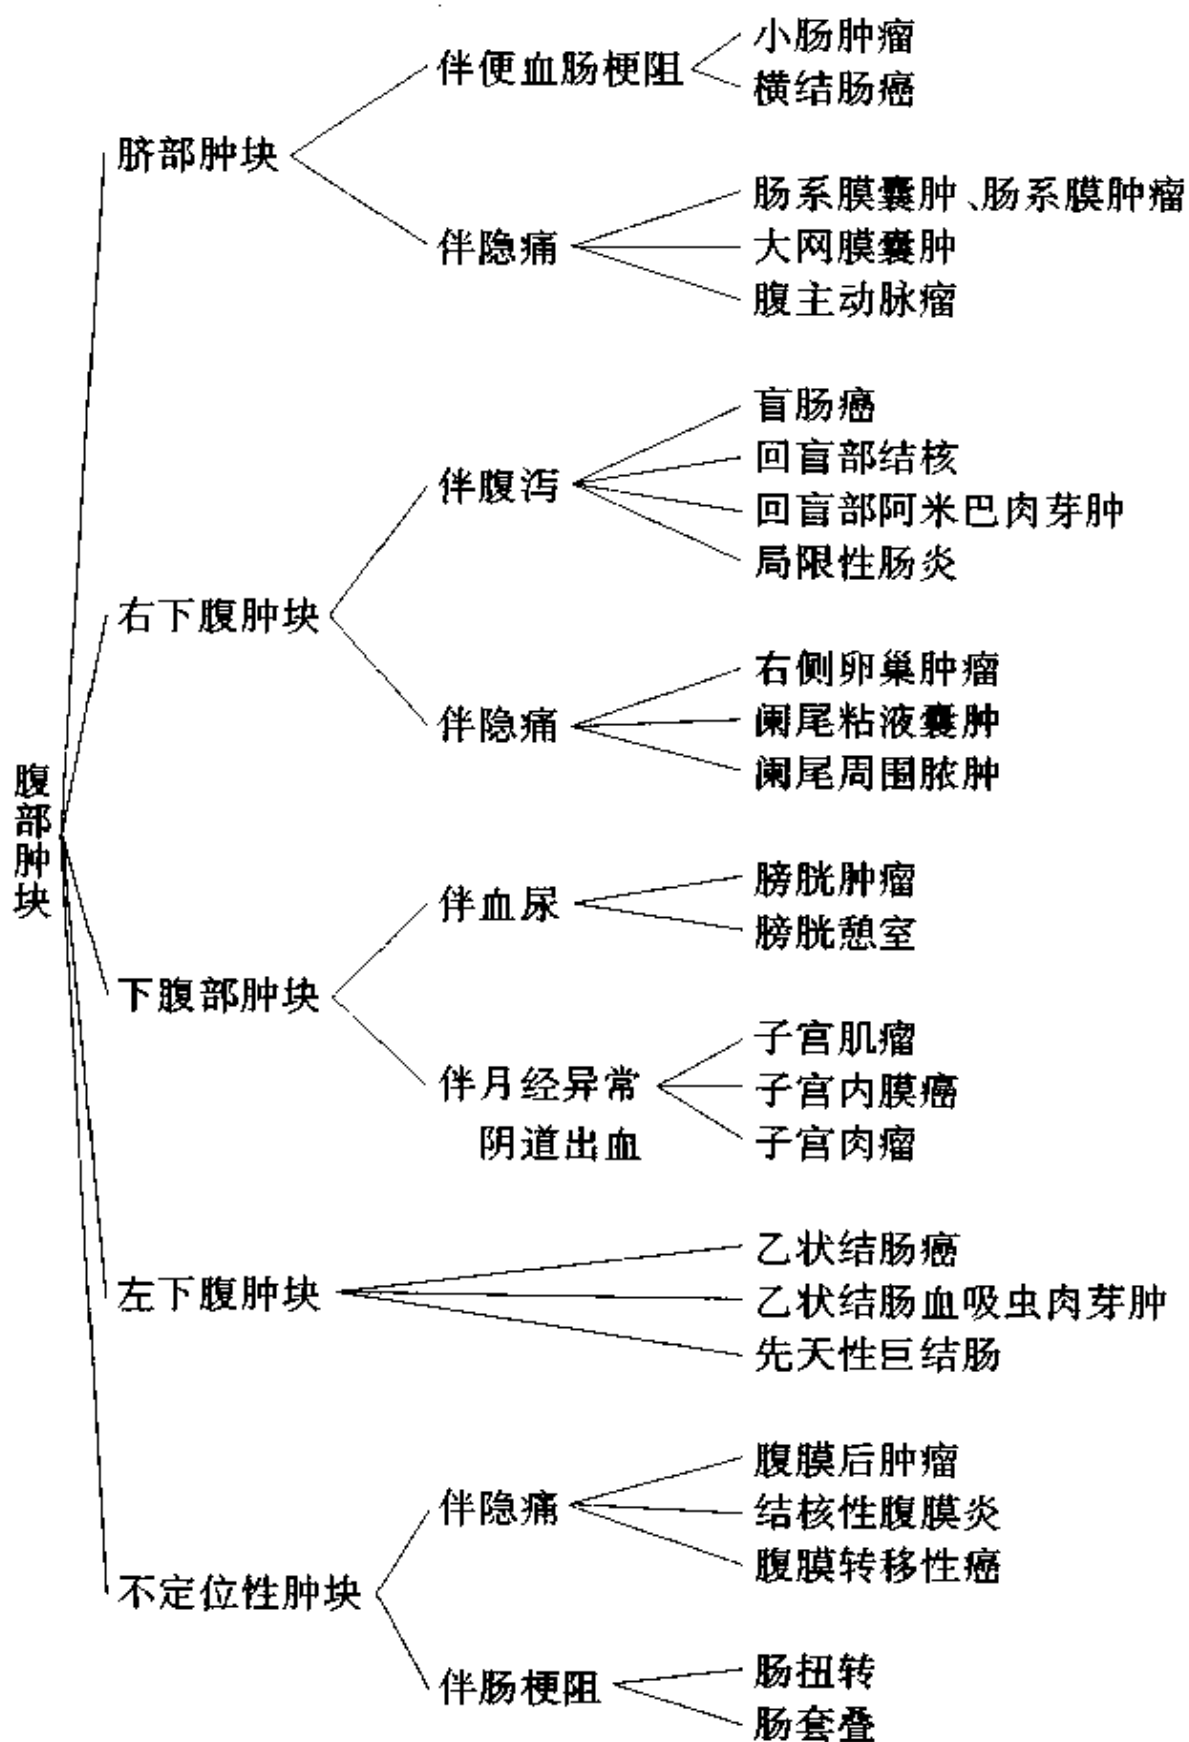 腹部肿块
脐部肿块
伴便血肠梗阻
小肠肿瘤
横结肠癌
伴隐痛
肠系膜囊肿、肠系膜肿瘤
大网膜囊肿
腹主动脉瘤
右下腹肿块
伴腹泻
盲肠癌
回盲部结核
回盲部阿米巴肉芽肿
局限性肠炎
伴隐痛
右侧卵巢肿瘤
阑尾粘液囊肿
阑尾周围脓肿
下腹部肿块
伴血尿
膀胱肿瘤
膀胱憩室
伴月经异常
阴道出血
子宫肌瘤
子宫内膜癌
子宫肉瘤
左下腹肿块
乙状结肠癌
乙状结肠血吸虫肉芽肿
先天性巨结肠
不定位性肿块
伴隐痛
腹膜后肿瘤
结核性腹膜炎
腹膜转移性癌
伴肠梗阻
肠扭转
肠套叠